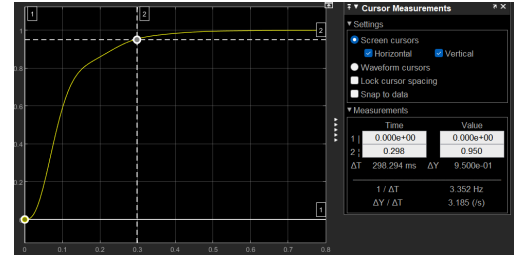 1
2
2
1
0.8
0.6
0.4
0.2
0
0 0.1 0.2 0.3 0.4 0.5 0.6 0.7 0.8
1
Cursor Measurements
Settings
Screen cursors
Horizontal Vertical
Waveform cursors
Lock cursor spacing
Snap to data
Measurements
Time Value
1 | 0.000e+00 0.000e+00
2 ¦ 0.298 0.950
ΔT 298.294 ms ΔY 9.500e-01
1 / ΔT 3.352 Hz
ΔY / ΔT 3.185 (/s)